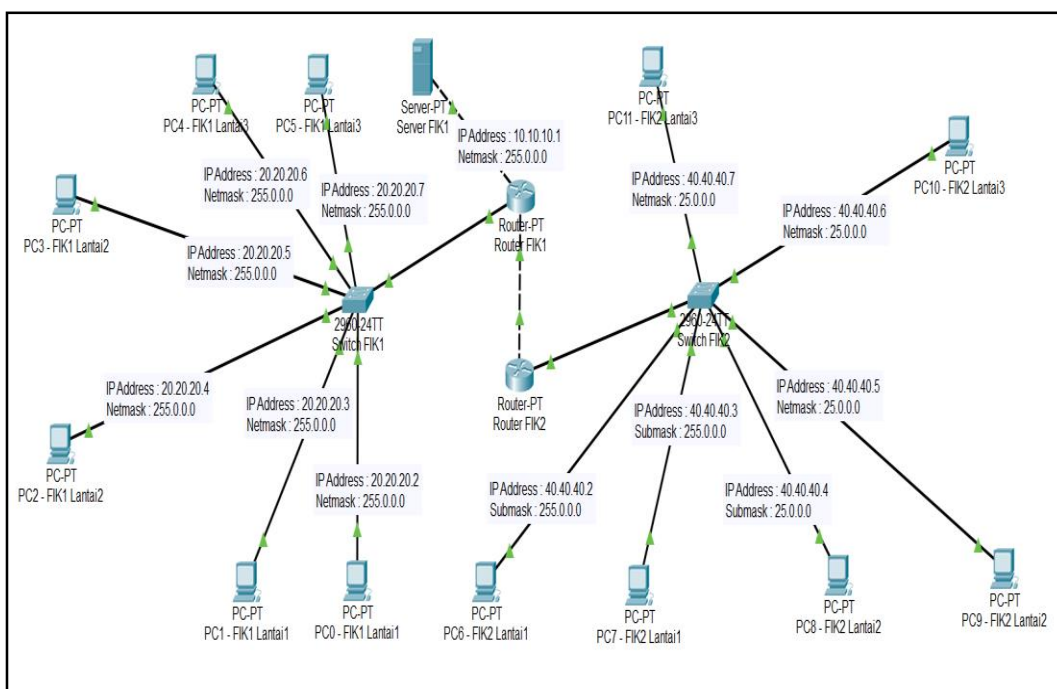 PC-PT
PC4 - FIK1 Lantai3
PC-PT
PC5 - FIK1 Lantai3
Server-PT
Server FIK1
PC-PT
PC11 - FIK2 Lantai3
IP Address : 10.10.10.1
Netmask : 255.0.0.0
PC-PT
PC10 - FIK2 Lantai3
IP Address : 20.20.20.6
Netmask : 255.0.0.0
IP Address : 20.20.20.7
Netmask : 255.0.0.0
IP Address : 40.40.40.7
Netmask : 25.0.0.0
IP Address : 40.40.40.6
Netmask : 25.0.0.0
PC-PT
PC3 - FIK1 Lantai2
Router-PT
Router FIK1
IP Address : 20.20.20.5
Netmask : 255.0.0.0
2960-24TT
Switch FIK1
2960-24TT
Switch FIK2
IP Address : 20.20.20.4
Netmask : 255.0.0.0
Router-PT
Router FIK2
IP Address : 20.20.20.3
Netmask : 255.0.0.0
IP Address : 40.40.40.3
Submask : 255.0.0.0
IP Address : 40.40.40.5
Netmask : 25.0.0.0
PC-PT
PC2 - FIK1 Lantai2
IP Address : 20.20.20.2
Netmask : 255.0.0.0
IP Address : 40.40.40.2
Submask : 255.0.0.0
IP Address : 40.40.40.4
Submask : 25.0.0.0
PC-PT
PC1 - FIK1 Lantai1
PC-PT
PC0 - FIK1 Lantai1
PC-PT
PC6 - FIK2 Lantai1
PC-PT
PC7 - FIK2 Lantai1
PC-PT
PC8 - FIK2 Lantai2
PC-PT
PC9 - FIK2 Lantai2